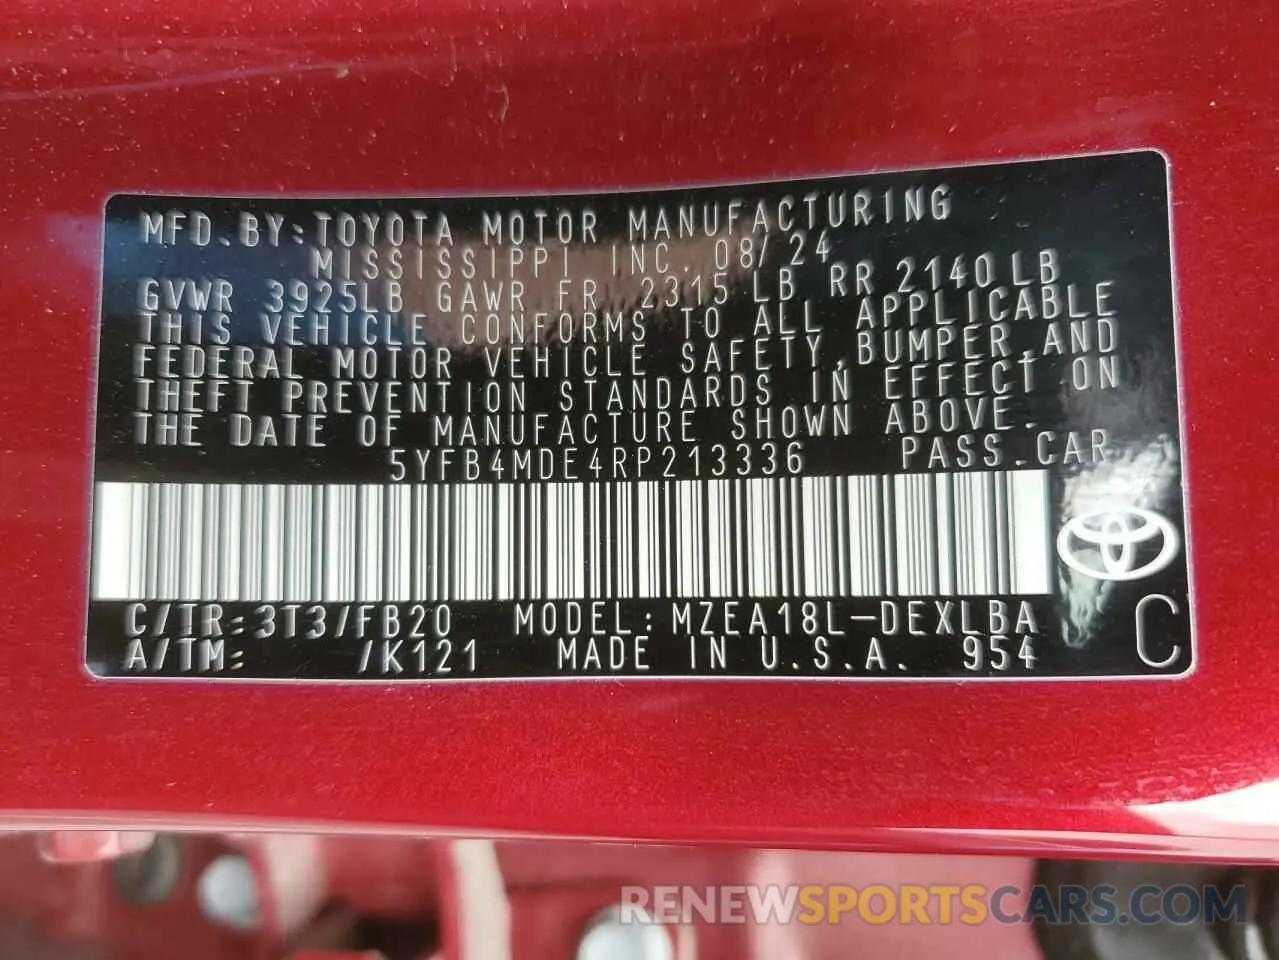 MFD. BY: TOYOTA MOTOR MANUFACTURING
MISSISSIPPI INC. 08/ 24
GVWR 3925LB GAWR FR 2315 LB RR 2140 LB
THIS VEHICLE CONFORMS TO ALL APPLICABLE
FEDERAL MOTOR VEHICLE SAFETY, BUMPER, AND
THEFT PREVENTION STANDARDS IN EFFECT ON
THE DATE OF MANUFACTURE SHOWN ABOVE.
5YFB4MDE4RP213336 PASS. CAR
C/TR: 3T3/FB20 MODEL: MZEA18L-DEXLBA
A/TM: /K121 MADE IN U.S.A. 954
C
RENEWSPORTSCARS.COM